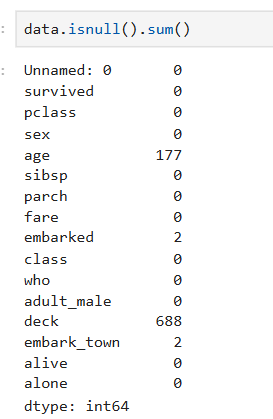 data.isnull().sum()
Unnamed: 0 0
survived 0
pclass 0
sex 0
age 177
sibsp 0
parch 0
fare 0
embarked 2
class 0
who 0
adult_male 0
deck 688
embark_town 2
alive 0
alone 0
dtype: int64